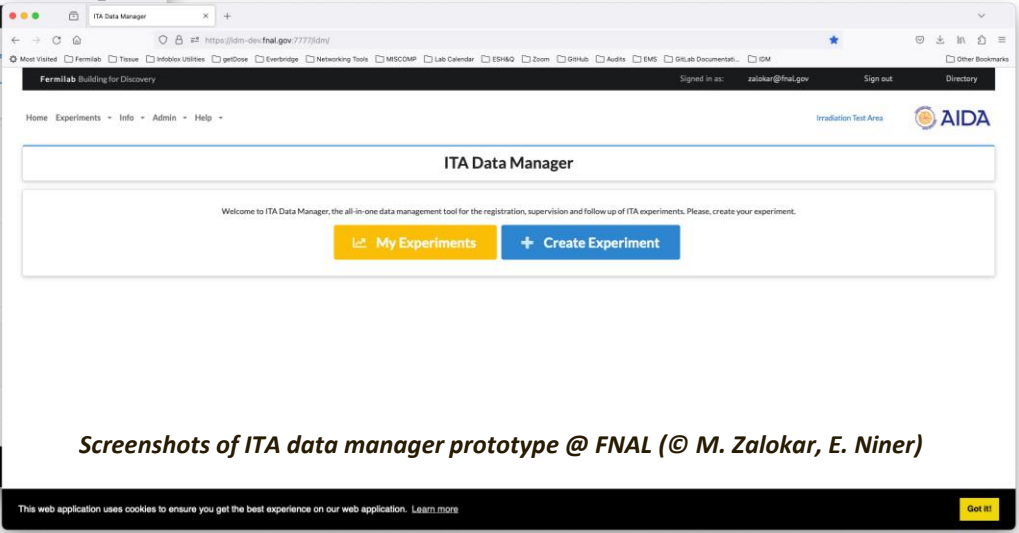 ITA Data Manager
https://idm-dev.fnal.gov:7777/idm/
Most Visited Fermilab Tissue Infoblox Utilities getDose Everbridge Networking Tools MISCOMP Lab Calendar ESH&Q Zoom GitHub Audits EMS GitLab Documentati... IDM Other Bookmarks
Fermilab Building for Discovery Signed in as: zalokar@fnal.gov Sign out Directory
Home Experiments Info Admin Help Irradiation Test Area AIDA
ITA Data Manager
Welcome to ITA Data Manager, the all-in-one data management tool for the registration, supervision and follow up of ITA experiments. Please, create your experiment.
My Experiments + Create Experiment
Screenshots of ITA data manager prototype @ FNAL (© M. Zalokar, E. Niner)
This web application uses cookies to ensure you get the best experience on our web application. Learn more Got it!